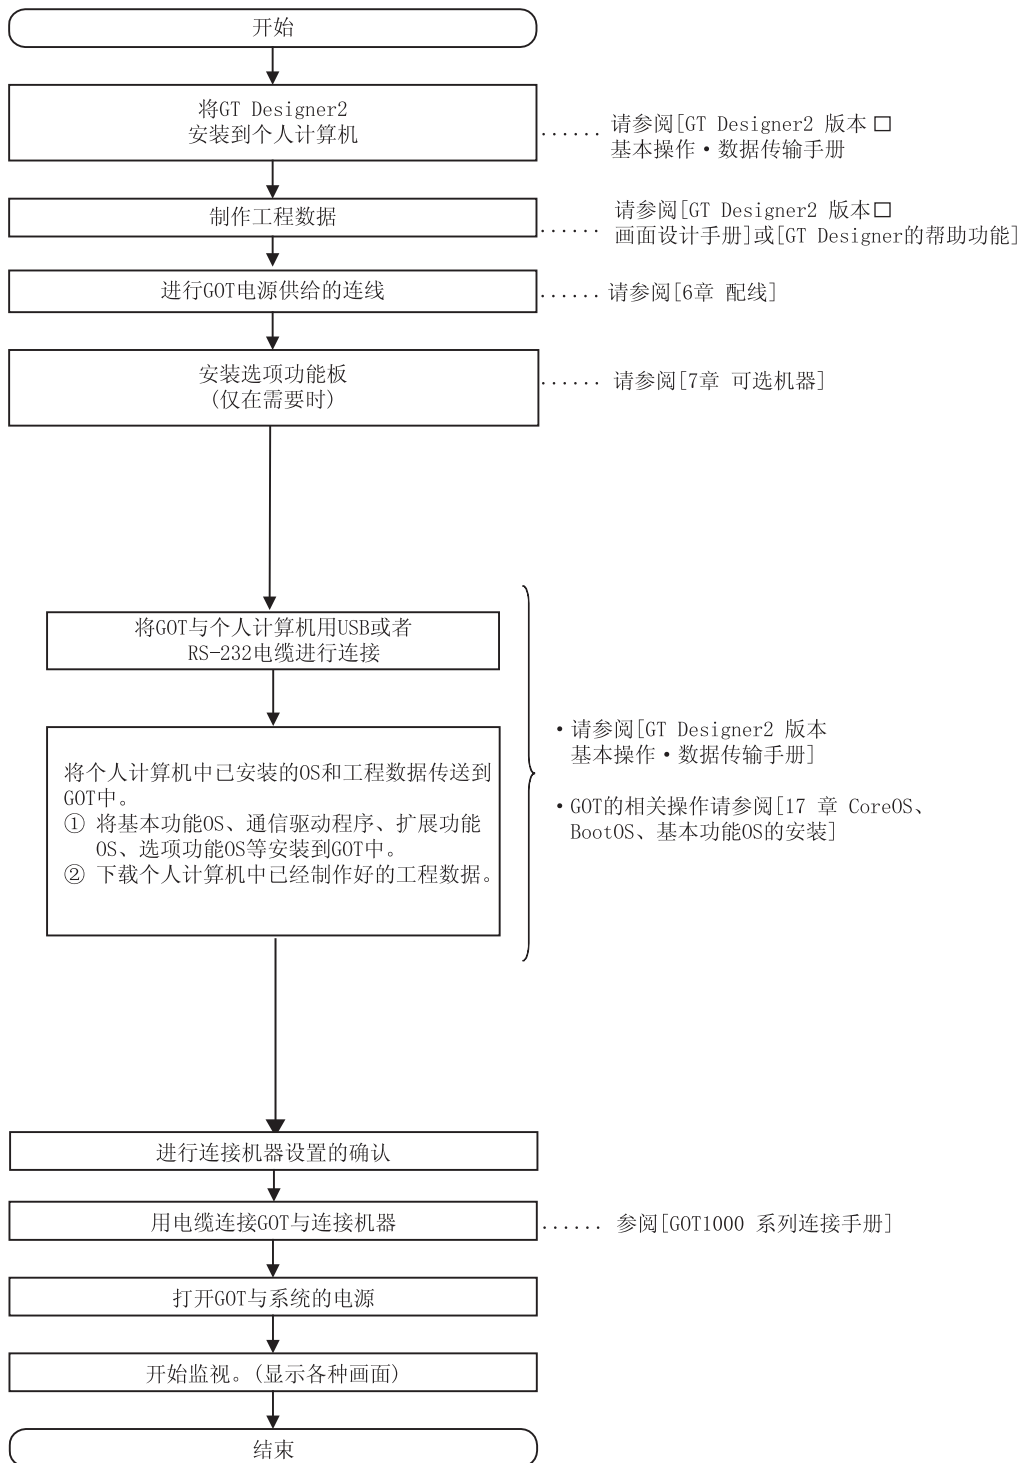 开始
将GT Designer2
安装到个人计算机
...... 请参阅[GT Designer2 版本□
基本操作·数据传输手册
制作工程数据
...... 请参阅[GT Designer2 版本□
画面设计手册]或[GT Designer的帮助功能]
进行GOT电源供给的连线
...... 请参阅[6章 配线]
安装选项功能板
(仅在需要时)
...... 请参阅[7章 可选机器]
将GOT与个人计算机用USB或者
RS-232电缆进行连接
将个人计算机中已安装的OS和工程数据传送到
GOT中。
① 将基本功能OS、通信驱动程序、扩展功能
OS、选项功能OS等安装到GOT中。
② 下载个人计算机中已经制作好的工程数据。
·请参阅[GT Designer2 版本
基本操作·数据传输手册]
·GOT的相关操作请参阅[17 章 CoreOS、
BootOS、基本功能OS的安装]
进行连接机器设置的确认
用电缆连接GOT与连接机器
...... 参阅[GOT1000 系列连接手册]
打开GOT与系统的电源
开始监视。(显示各种画面)
结束